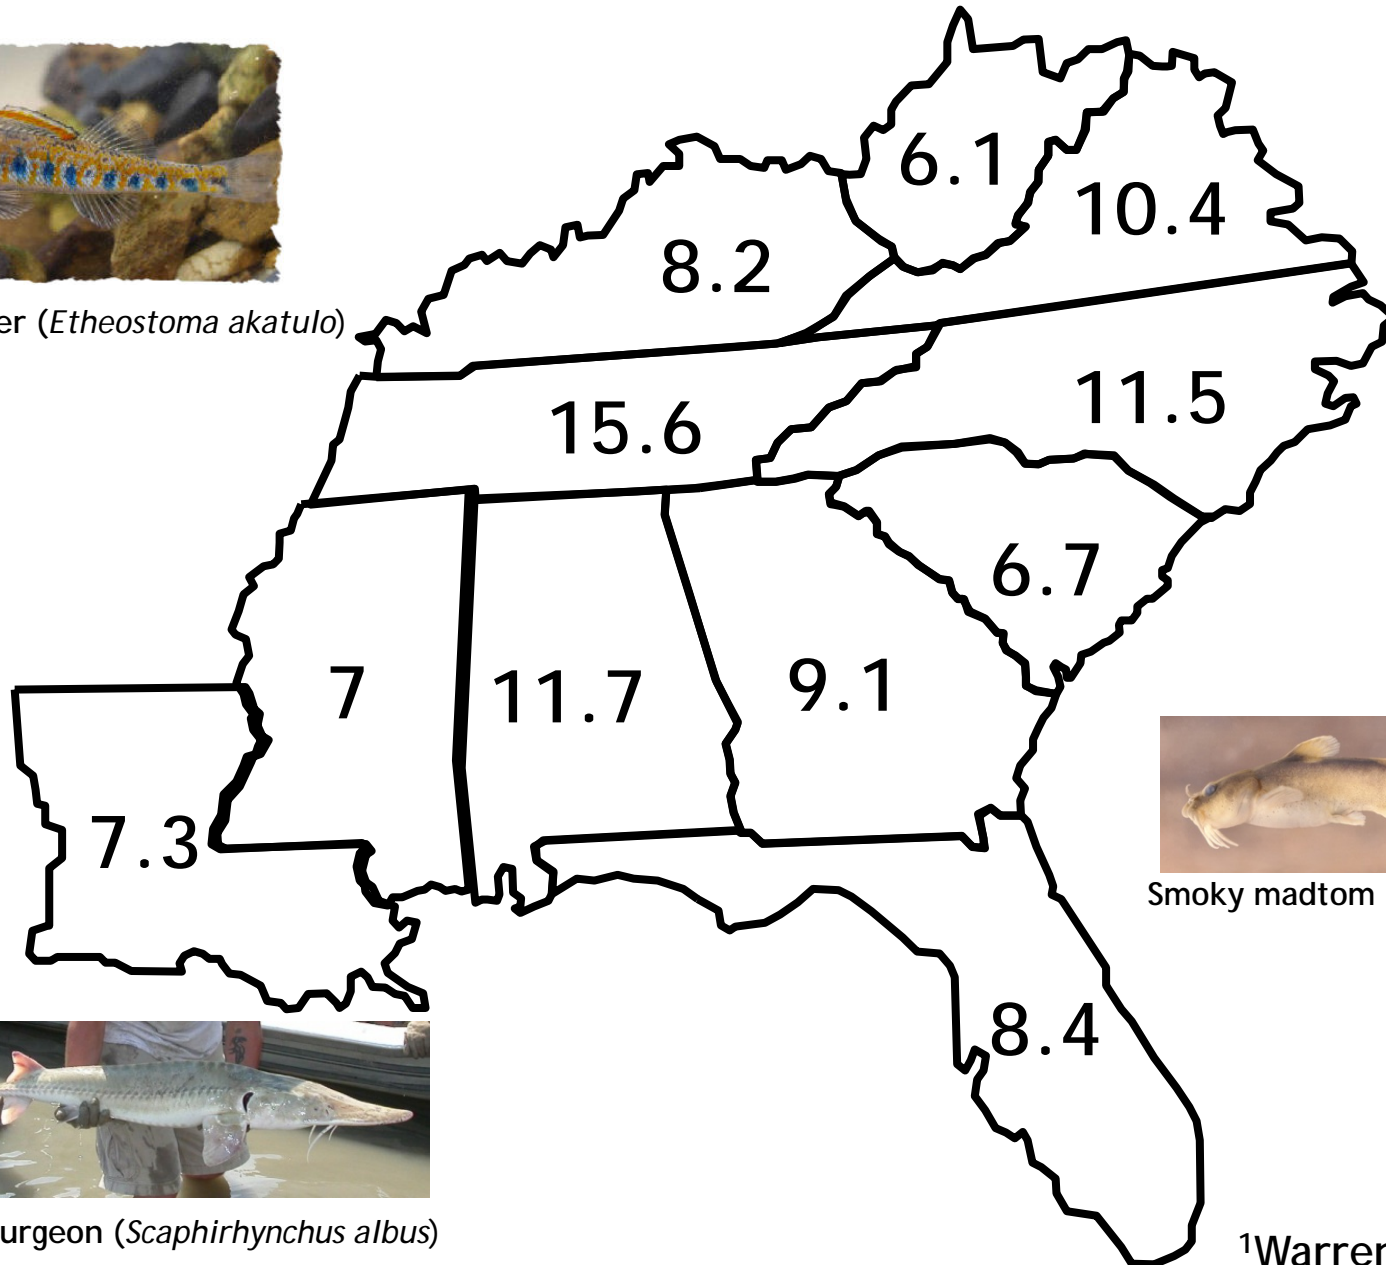 6.1
10.4
8.2
er (Etheostoma akatulo)
11.5
15.6
6.7
7
11.7
9.1
7.3
Smoky madtom
8.4
urgeon (Scaphirhynchus albus)
¹Warren